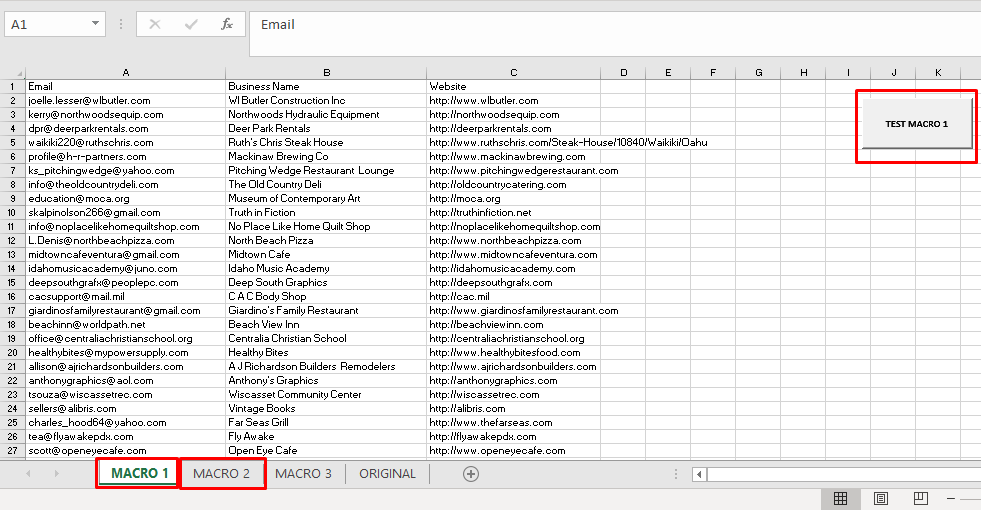 A1 fx Email
A B C D E F G H I J K
1 Email Business Name Website
2 joelle.lesser@wlbutler.com Wl Butler Construction Inc http://www.wlbutler.com
3 kerry@northwoodsequip.com Northwoods Hydraulic Equipment http://northwoodsequip.com
4 dpr@deerparkrentals.com Deer Park Rentals http://deerparkrentals.com
5 waikiki220@ruthschris.com Ruth's Chris Steak House http://www.ruthschris.com/Steak-House/10840/Waikiki/Oahu
6 profile@h-r-partners.com Mackinaw Brewing Co http://www.mackinawbrewing.com
7 ks_pitchingwedge@yahoo.com Pitching Wedge Restaurant Lounge http://www.pitchingwedgerestaurant.com
8 info@theoldcountrydeli.com The Old Country Deli http://oldcountrycatering.com
9 education@moca.org Museum of Contemporary Art http://moca.org
10 skalpinolson266@gmail.com Truth in Fiction http://truthinfiction.net
11 info@noplacelikehomequiltshop.com No Place Like Home Quilt Shop http://noplacelikehomequiltshop.com
12 L.Denis@northbeachpizza.com North Beach Pizza http://www.northbeachpizza.com
13 midtowncafeventura@gmail.com Midtown Cafe http://www.midtowncafeventura.com
14 idahomusicacademy@juno.com Idaho Music Academy http://idahomusicacademy.com
15 deepsouthgrafx@peoplepc.com Deep South Graphics http://deepsouthgrafx.com
16 cacsupport@mail.mil C A C Body Shop http://cac.mil
17 giardinosfamilyrestaurant@gmail.com Giardino's Family Restaurant http://www.giardinosfamilyrestaurant.com
18 beachinn@worldpath.net Beach View Inn http://beachviewinn.com
19 office@centraliachristianschool.org Centralia Christian School http://centraliachristianschool.org
20 healthybites@mypowersupply.com Healthy Bites http://www.healthybitesfood.com
21 allison@ajrichardsonbuilders.com A J Richardson Builders Remodelers http://www.ajrichardsonbuilders.com
22 anthonygraphics@aol.com Anthony's Graphics http://anthonygraphics.com
23 tsouza@wiscassetrec.com Wiscasset Community Center http://wiscassetrec.com
24 sellers@alibris.com Vintage Books http://alibris.com
25 charles_hood64@yahoo.com Far Seas Grill http://www.thefarseas.com
26 tea@flyawakepdx.com Fly Awake http://flyawakepdx.com
27 scott@openeyecafe.com Open Eye Cafe http://www.openeyecafe.com
TEST MACRO 1
MACRO 1 MACRO 2 MACRO 3 ORIGINAL